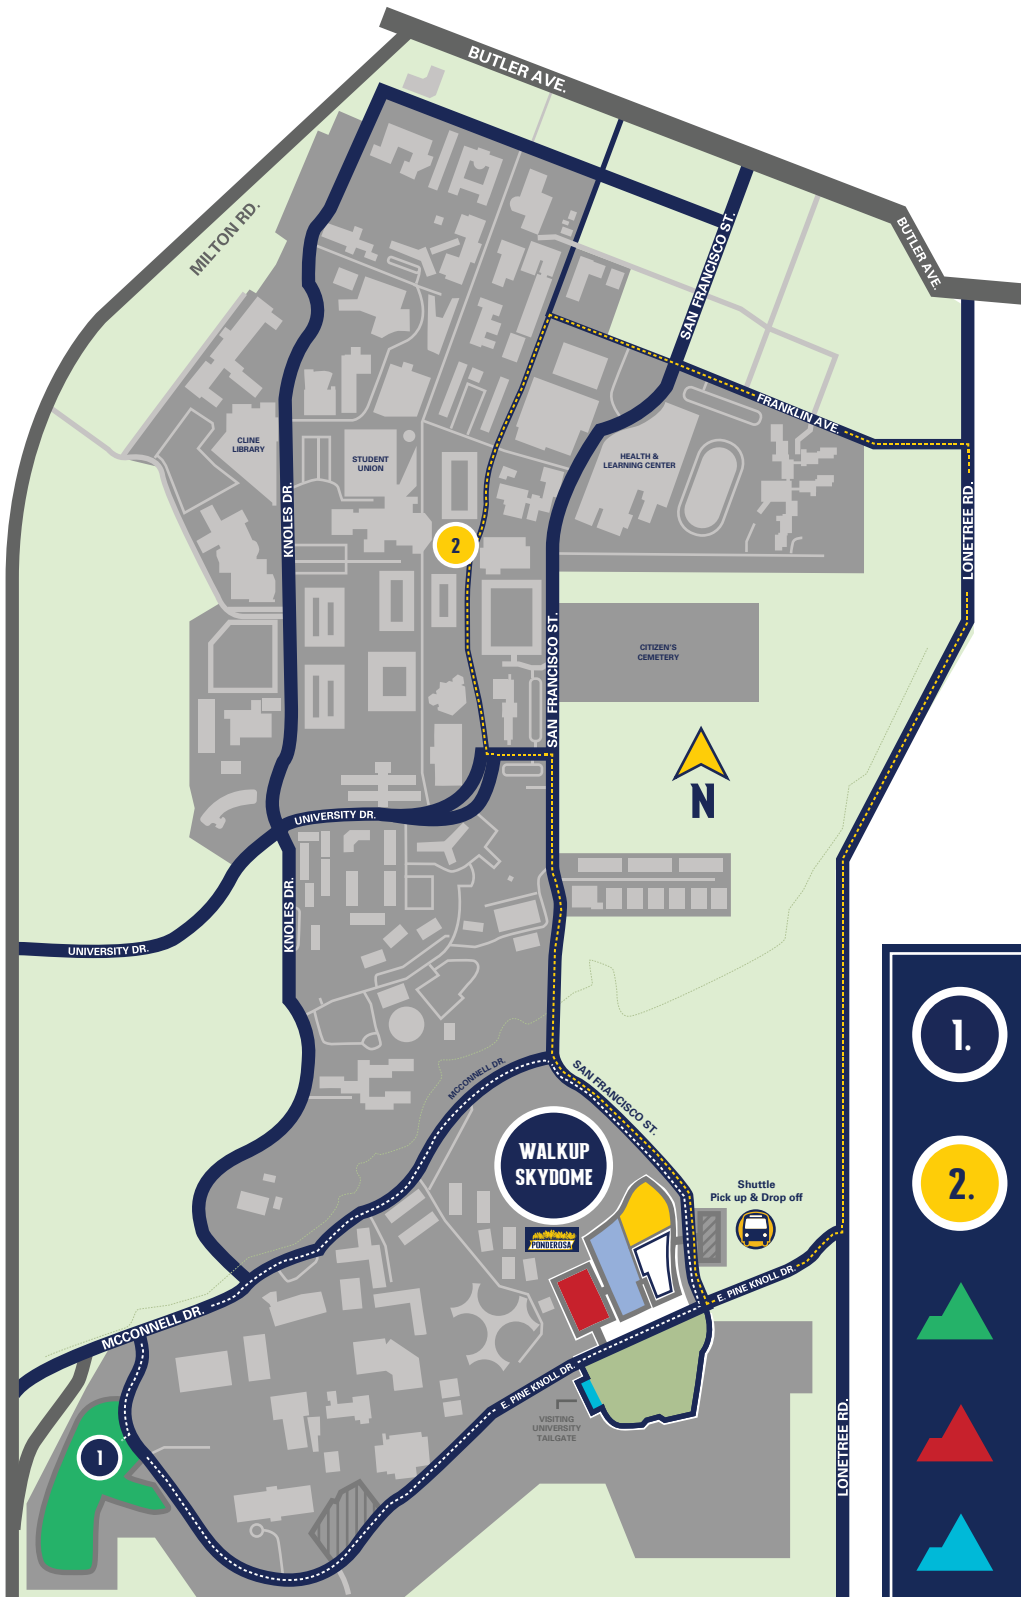 BUTLER AVE.
MILTON RD.
BUTLER AVE.
SAN FRANCISCO ST.
FRANKLIN AVE.
CLINE
LIBRARY
STUDENT
UNION
HEALTH &
LEARNING CENTER
KNOLES DR.
2
LONETREE RD.
SAN FRANCISCO ST.
CITIZEN'S
CEMETERY
N
UNIVERSITY DR.
KNOLES DR.
UNIVERSITY DR.
1.
MCCONNELL DR.
SAN FRANCISCO ST.
WALKUP
SKYDOME
2.
Shuttle
Pick up & Drop off
PONDEROSA
E. PINE KNOLL DR.
MCCONNELL DR.
E. PINE KNOLL DR.
VISITING
UNIVERSITY
TAILGATE
LONETREE RD.
1